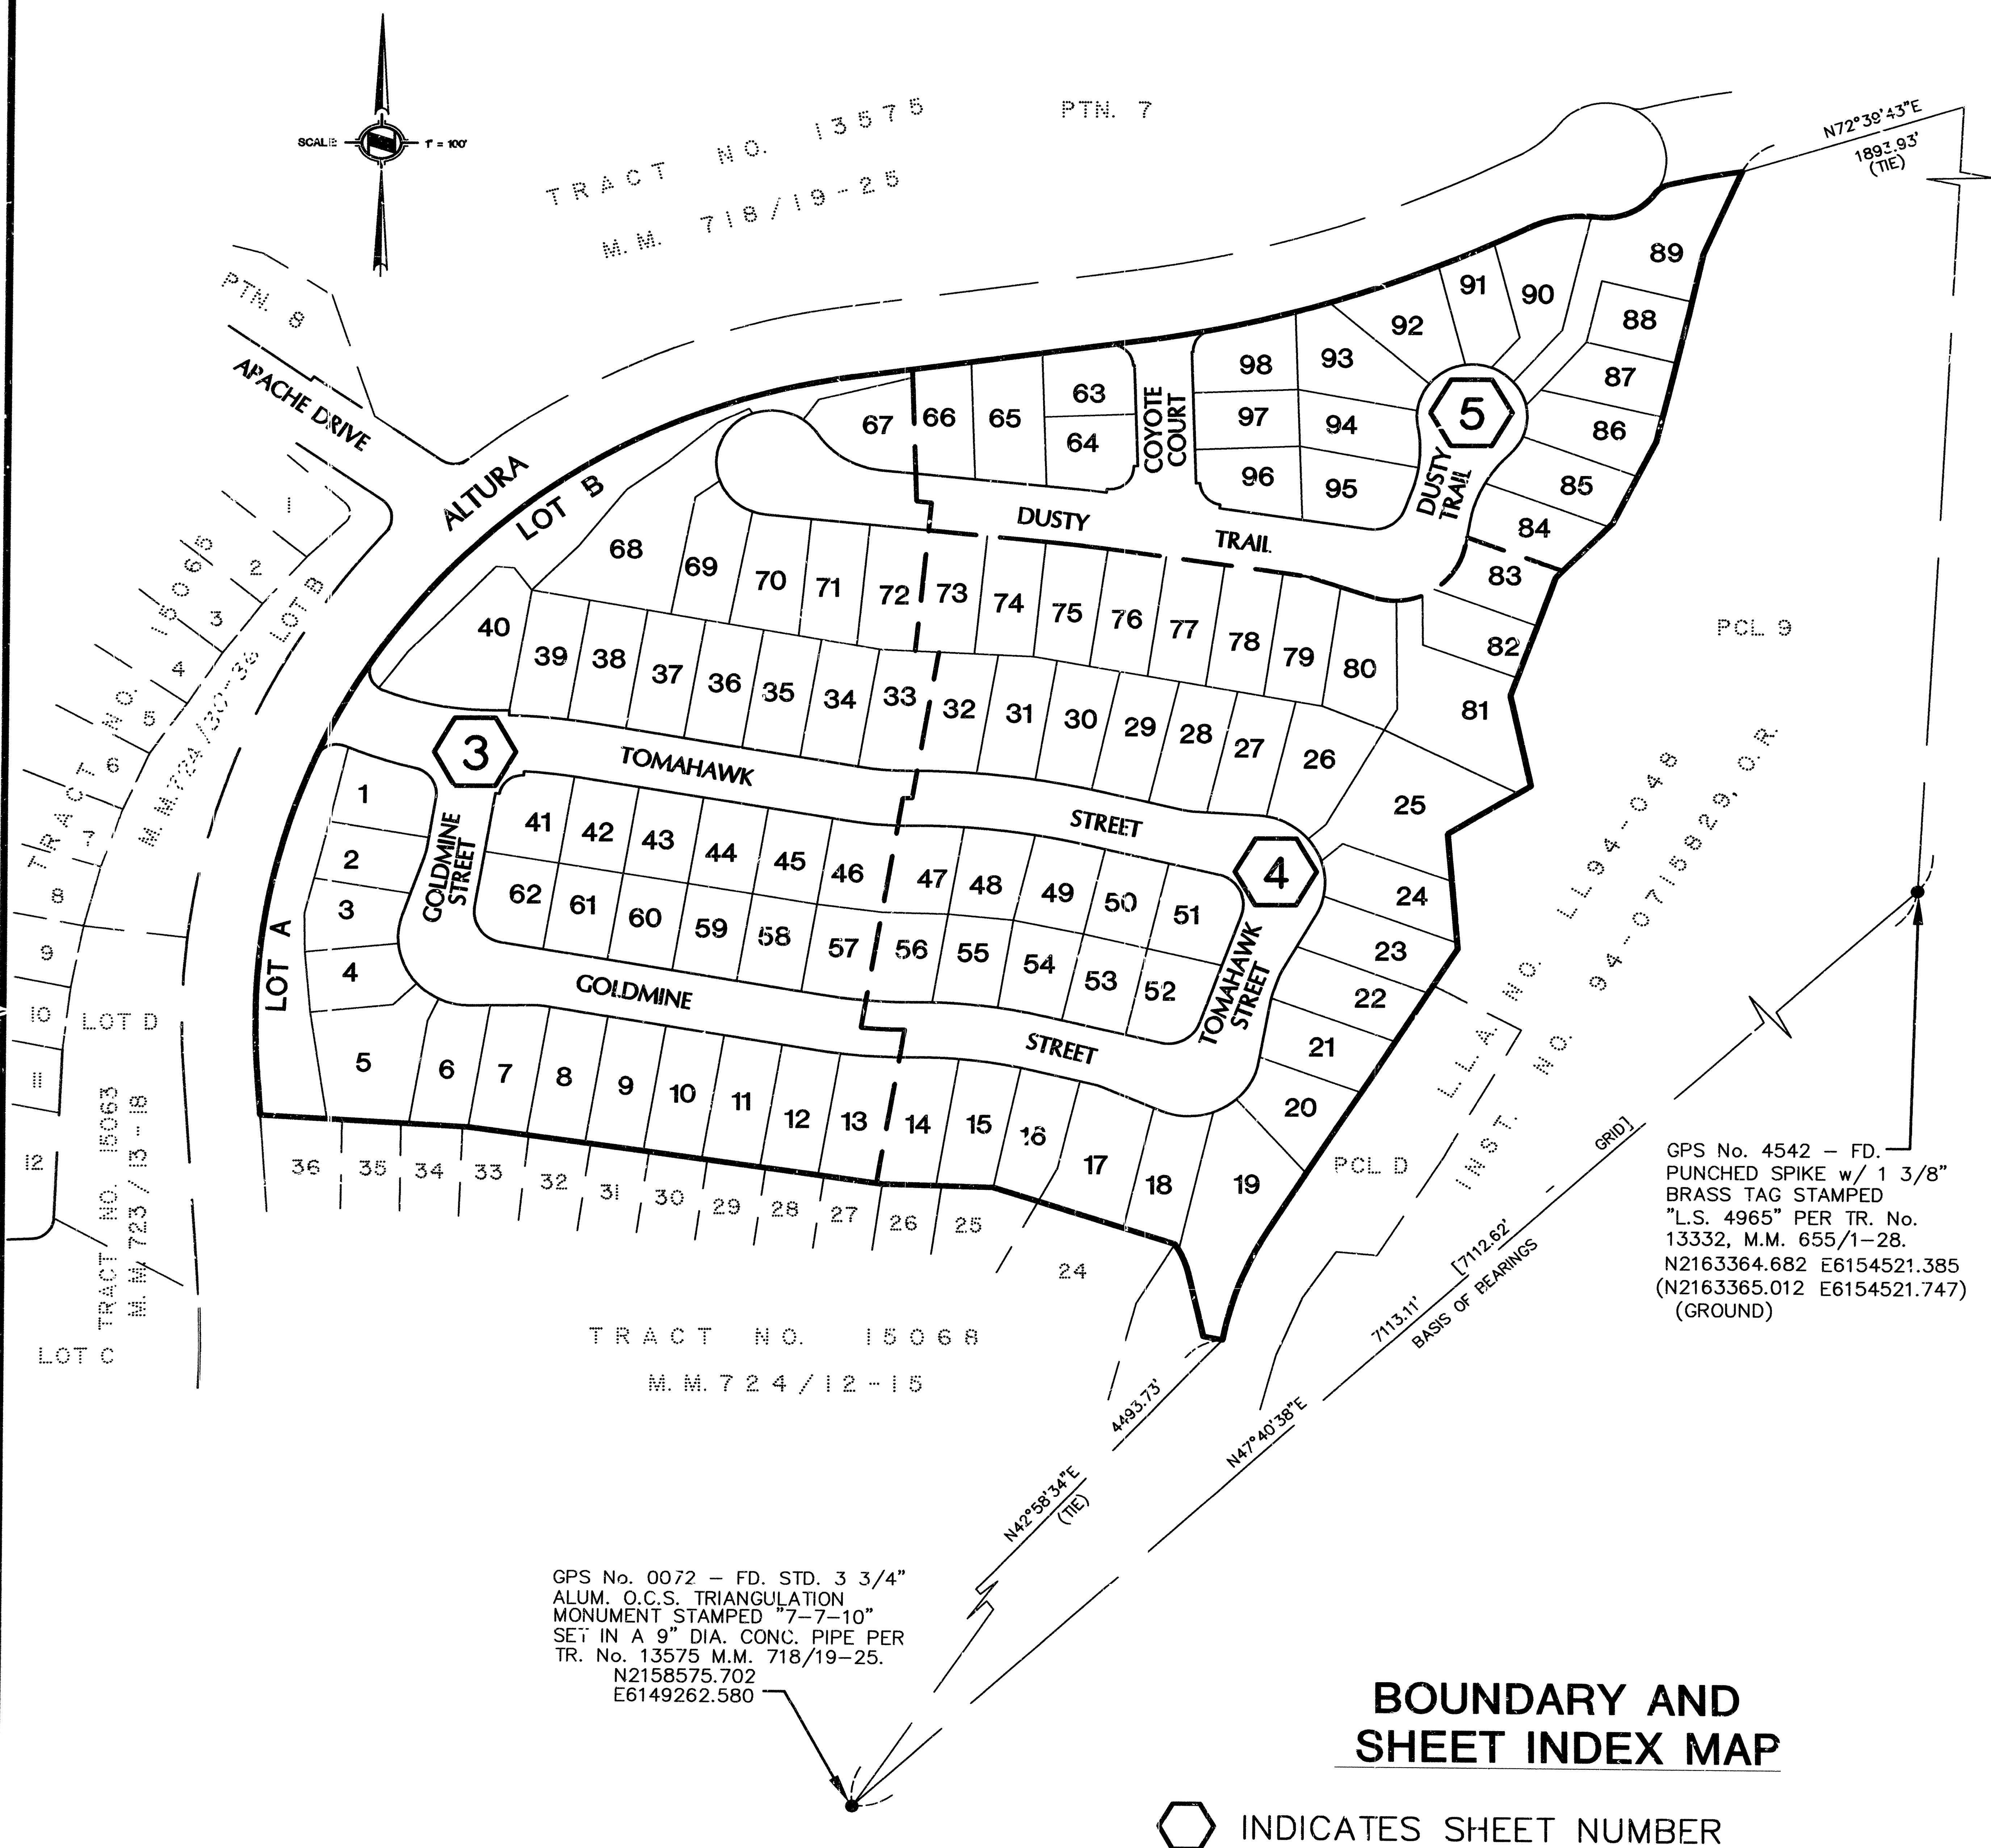 SCALE 1" = 100'
TRACT NO. 13575
M.M. 718/19-25
PTN. 7
N72°39'43"E
1893.93'
(TIE)
PTN. 8
APACHE DRIVE
ALTURA
LOT B
89
90
91
92
88
87
86
85
84
83
82
81
98
93
97
94
96
95
5
DUSTY
TRAIL
COYOTE
COURT
63
64
65
66
67
DUSTY
TRAIL
68
69
70
71
72
73
74
75
76
77
78
79
80
40
39
38
37
36
35
34
33
32
31
30
29
28
27
26
25
3
TOMAHAWK
STREET
4
1
2
3
4
5
GOLDMINE
STREET
41
42
43
44
45
46
47
48
49
50
51
62
61
60
59
58
57
56
55
54
53
52
TOMAHAWK
STREET
24
23
22
21
20
GOLDMINE
STREET
LOT A
6
7
8
9
10
11
12
13
14
15
16
17
18
19
1
2
3
4
5
6
7
8
9
10
11
12
TRACT NO. 15065
M.M. 724/30-36 LOT B
LOT D
TRACT NO. 15063
M.M. 723/13-18
LOT C
36
35
34
33
32
31
30
29
28
27
26
25
24
TRACT NO. 15068
M.M. 724/12-15
PCL 9
L.L.A. NO. LL94-048
INST. NO. 94-0715829, O.R.
PCL D
GPS No. 4542 – FD.
PUNCHED SPIKE w/ 1 3/8"
BRASS TAG STAMPED
"L.S. 4965" PER TR. No.
13332, M.M. 655/1–28.
N2163364.682 E6154521.385
(N2163365.012 E6154521.747)
(GROUND)
[7112.62' - GRID]
7113.11'
BASIS OF BEARINGS
N47°40'38"E
4493.73'
N42°58'34"E
(TIE)
GPS No. 0072 – FD. STD. 3 3/4"
ALUM. O.C.S. TRIANGULATION
MONUMENT STAMPED "7–7–10"
SET IN A 9" DIA. CONC. PIPE PER
TR. No. 13575 M.M. 718/19–25.
N2158575.702
E6149262.580
BOUNDARY AND
SHEET INDEX MAP
INDICATES SHEET NUMBER